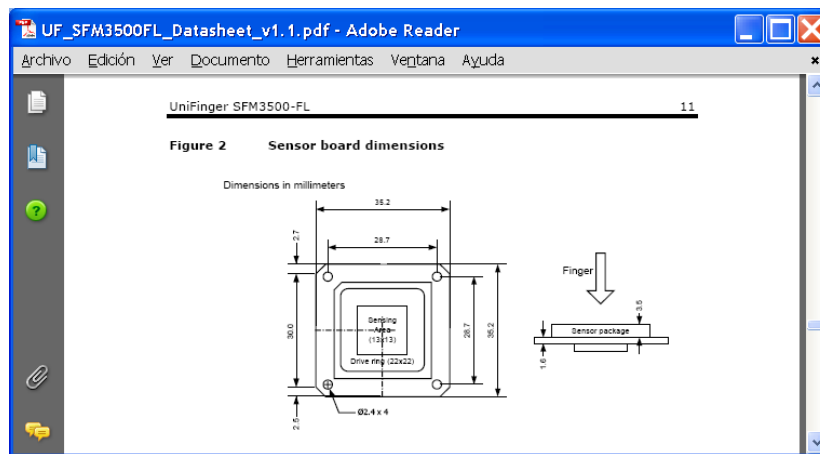 UF_SFM3500FL_Datasheet_v1.1.pdf - Adobe Reader
Archivo Edición Ver Documento Herramientas Ventana Ayuda
UniFinger SFM3500-FL 11
Figure 2 Sensor board dimensions
Dimensions in millimeters
35.2
2.7
28.7
Finger
3.5
Sensing
Area
(13x13)
30.0
28.7
35.2
Sensor package
Drive ring (22x22)
1.6
Ø2.4 x 4
2.5